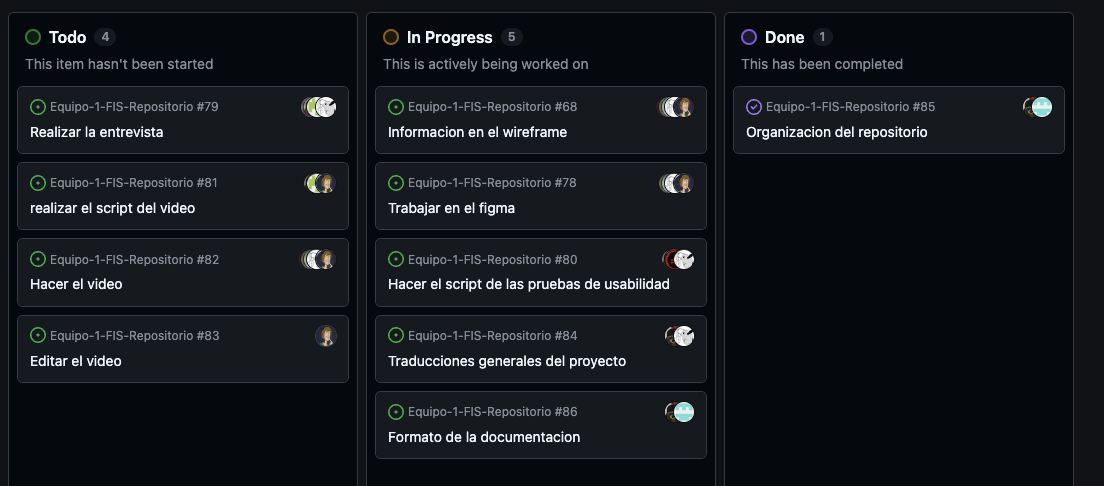 Todo 4
This item hasn't been started
Equipo-1-FIS-Repositorio #79
Realizar la entrevista
Equipo-1-FIS-Repositorio #81
realizar el script del video
Equipo-1-FIS-Repositorio #82
Hacer el video
Equipo-1-FIS-Repositorio #83
Editar el video
In Progress 5
This is actively being worked on
Equipo-1-FIS-Repositorio #68
Informacion en el wireframe
Equipo-1-FIS-Repositorio #78
Trabajar en el figma
Equipo-1-FIS-Repositorio #80
Hacer el script de las pruebas de usabilidad
Equipo-1-FIS-Repositorio #84
Traducciones generales del proyecto
Equipo-1-FIS-Repositorio #86
Formato de la documentacion
Done 1
This has been completed
Equipo-1-FIS-Repositorio #85
Organizacion del repositorio